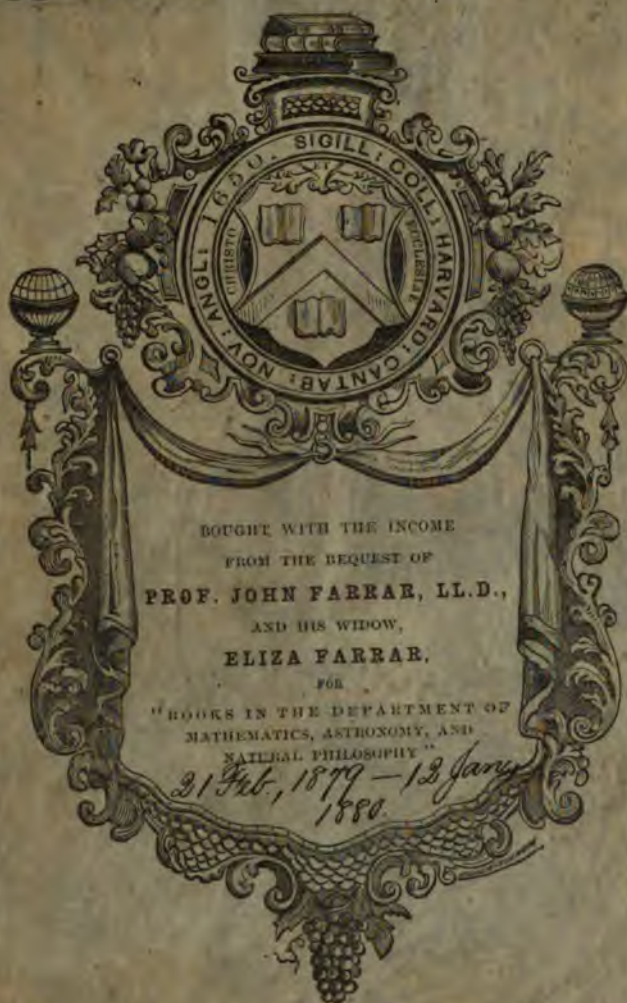 SIGILL: COLL: HARVARD: CANTAB: NOV: ANGL: 1650.
ET
CHRISTO
ECCLESIAE
BOUGHT WITH THE INCOME
FROM THE BEQUEST OF
PROF. JOHN FARRAR, LL.D.,
AND HIS WIDOW,
ELIZA FARRAR,
FOR
"BOOKS IN THE DEPARTMENT OF
MATHEMATICS, ASTRONOMY, AND
NATURAL PHILOSOPHY"
21 Feb., 1879 — 12 Jany
1880.